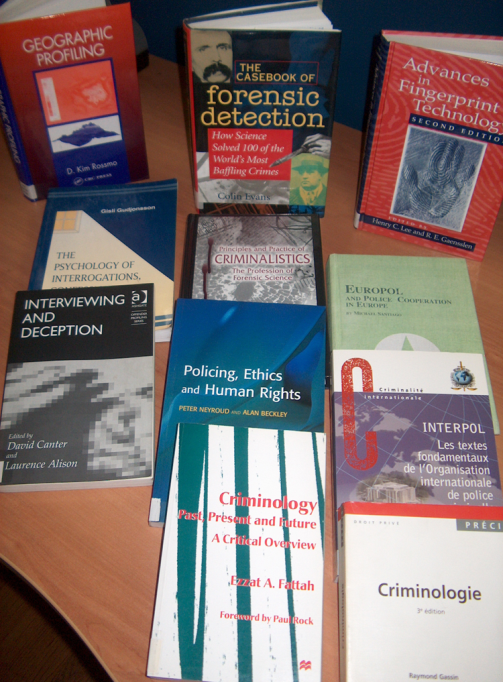 GEOGRAPHIC
PROFILING
D. Kim Rossmo
CRC PRESS
THE
CASEBOOK OF
forensic
detection
How Science
Solved 100 of the
World's Most
Baffling Crimes
Colin Evans
Advances
in
Fingerprint
Technology
SECOND EDITION
Henry C. Lee and R. E. Gaensslen
Gisli Gudjonsson
THE
PSYCHOLOGY OF
INTERROGATIONS,
Principles and Practice of
CRIMINALISTICS
The Profession of
Forensic Science
EUROPOL
AND POLICE COOPERATION
IN EUROPE
INTERVIEWING
AND
DECEPTION
Edited by
David Canter
and
Laurence Alison
Policing, Ethics
and Human Rights
PETER NEYROUD AND ALAN BECKLEY
Criminalité
internationale
INTERPOL
Les textes
fondamentaux
de l'Organisation
internationale
de police
Criminology
Past, Present and Future
A Critical Overview
Ezzat A. Fattah
Foreword by Paul Rock
DROIT PRIVÉ
PRÉCI
Criminologie
3e édition
Raymond Gassin